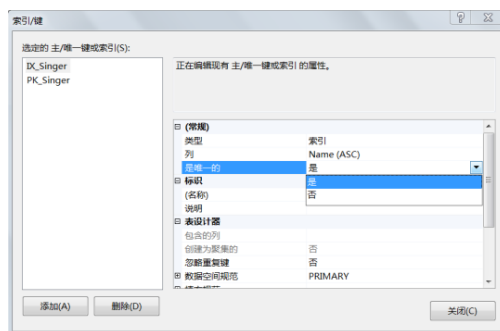 索引/键
选定的 主/唯一键或索引(S):
IX_Singer
PK_Singer
正在编辑现有 主/唯一键或索引 的属性。
(常规)
类型 索引
列 Name (ASC)
是唯一的 是
是
标识
(名称) 否
说明
表设计器
包含的列
创建为聚集的 否
忽略重复键 否
数据空间规范 PRIMARY
添加(A) 删除(D) 关闭(C)